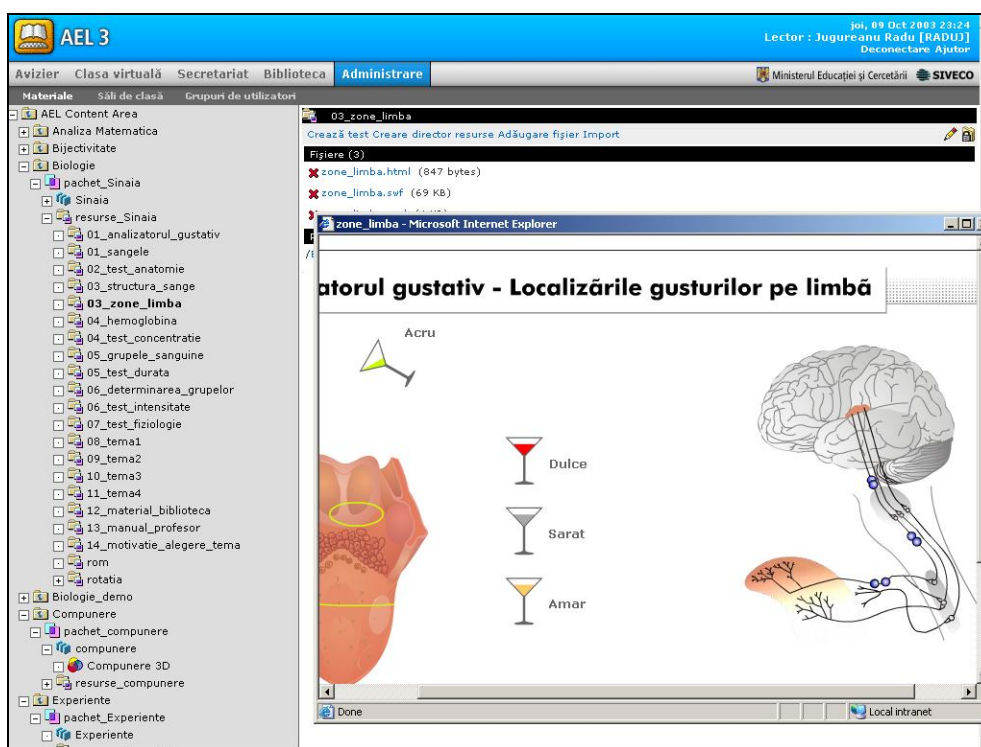 AEL 3
joi, 09 Oct 2003 23:24
Lector : Jugureanu Radu [RADUJ]
Deconectare Ajutor
Avizier Clasa virtuală Secretariat Biblioteca Administrare
Ministerul Educaţiei şi Cercetării SIVECO
Materiale Săli de clasă Grupuri de utilizatori
AEL Content Area
Analiza Matematica
Bijectivitate
Biologie
pachet_Sinaia
Sinaia
resurse_Sinaia
01_analizatorul_gustativ
01_sangele
02_test_anatomie
03_structura_sange
03_zone_limba
04_hemoglobina
04_test_concentratie
05_grupele_sanguine
05_test_durata
06_determinarea_grupelor
06_test_intensitate
07_test_fiziologie
08_tema1
09_tema2
10_tema3
11_tema4
12_material_biblioteca
13_manual_profesor
14_motivatie_alegere_tema
rom
rotatia
Biologie_demo
Compunere
pachet_compunere
compunere
Compunere 3D
resurse_compunere
Experiente
pachet_Experiente
Experiente
03_zone_limba
Crează test Creare director resurse Adăugare fişier Import
Fişiere (3)
zone_limba.html (847 bytes)
zone_limba.swf (69 KB)
zone_limba - Microsoft Internet Explorer
atorul gustativ - Localizările gusturilor pe limbă
Acru
Dulce
Sarat
Amar
Done
Local intranet